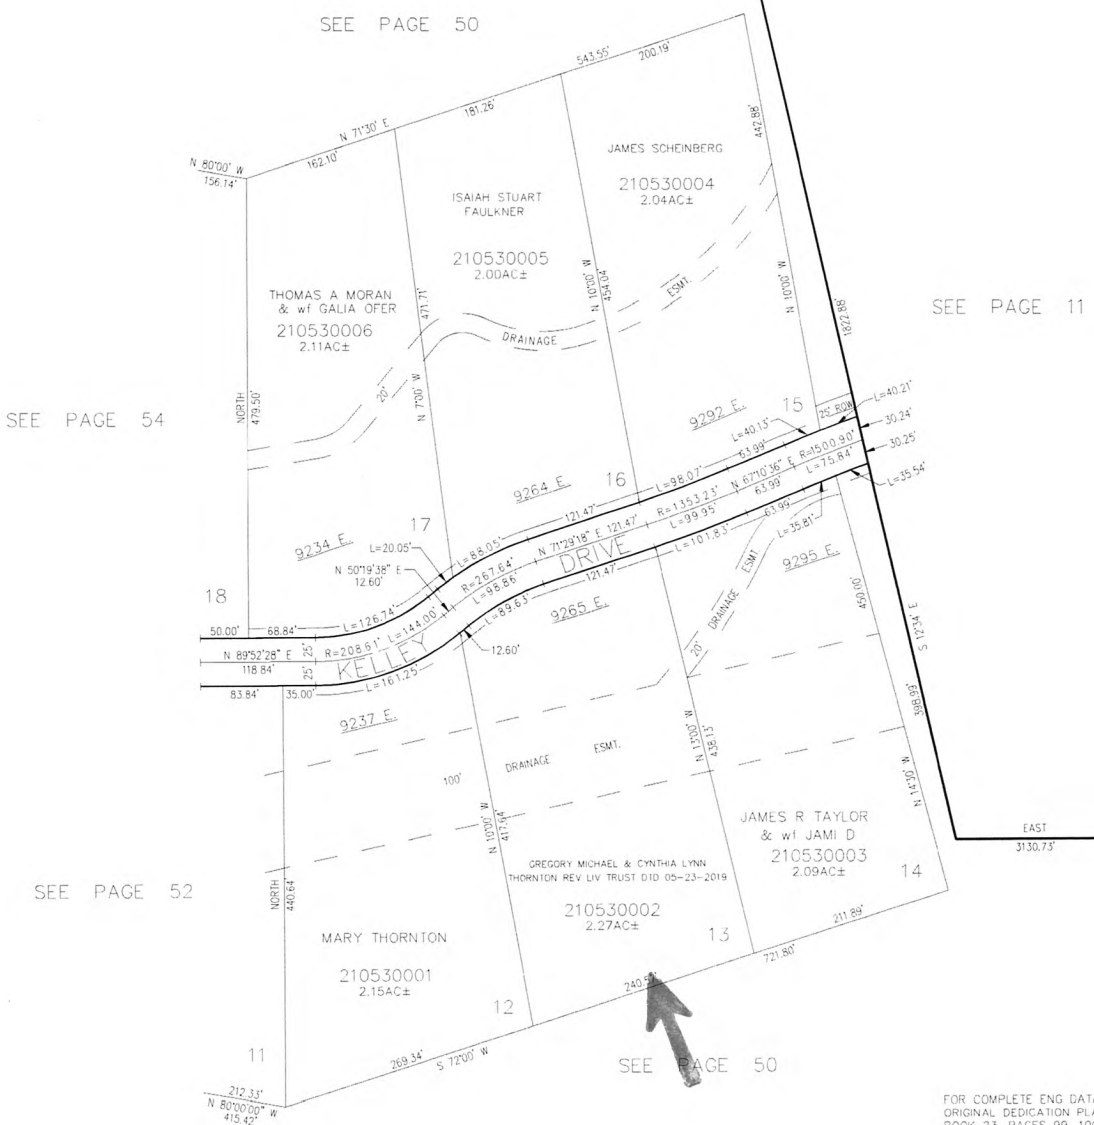 SEE PAGE 50
543.55'
200.19'
181.26'
N 71°30' E
162.10'
N 80°00' W
156.14'
442.88'
JAMES SCHEINBERG
210530004
2.04AC±
ISAIAH STUART
FAULKNER
210530005
2.00AC±
THOMAS A MORAN
& wf GALIA OFER
210530006
2.11AC±
471.71'
N 10°00' W
454.04'
ESMT.
N 10°00' W
DRAINAGE
20'
1822.88'
SEE PAGE 11
SEE PAGE 54
NORTH
479.50'
N 7°00' W
15
25' ROW
L=40.21'
30.24'
30.25'
L=35.54'
9292 E.
L=40.13'
63.99'
L=98.07'
N 67°10'36" E
R=1500.90'
63.99'
L=75.84'
16
9264 E.
121.47'
R=1353.23'
L=99.95'
63.99'
L=35.81'
L=101.83'
17
9234 E.
L=20.05'
L=88.05'
N 71°29'18" E 121.47'
DRIVE
121.47'
N 50°19'38" E
12.60'
R=267.64'
L=98.86'
L=89.63'
9265 E.
9295 E.
20' DRAINAGE ESMT.
18
50.00'
68.84'
L=126.74'
N 89°52'28" E
118.84'
25'
25'
R=208.61'
L=144.00'
KELLEY
L=161.25'
12.60'
83.84'
35.00'
9237 E.
450.00'
S 12°34' E
398.99'
N 13°00' W
438.13'
N 14°30' W
100'
DRAINAGE ESMT.
N 10°00' W
417.64'
JAMES R TAYLOR
& wf JAMI D
210530003
2.09AC±
14
EAST
3130.73'
SEE PAGE 52
NORTH
440.64'
GREGORY MICHAEL & CYNTHIA LYNN
THORNTON REV LIV TRUST DTD 05-23-2019
210530002
2.27AC±
13
211.89'
721.80'
MARY THORNTON
210530001
2.15AC±
12
11
269.34'
S 72°00' W
SEE PAGE 50
212.33'
N 80°00'00" W
415.42'
FOR COMPLETE ENG DATA
ORIGINAL DEDICATION